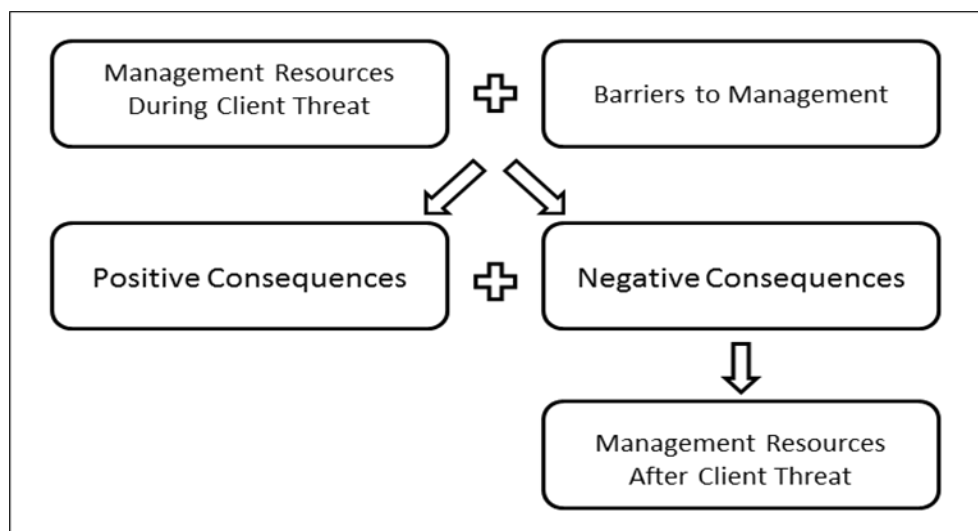 Management Resources
During Client Threat
Barriers to Management
Positive Consequences
Negative Consequences
Management Resources
After Client Threat